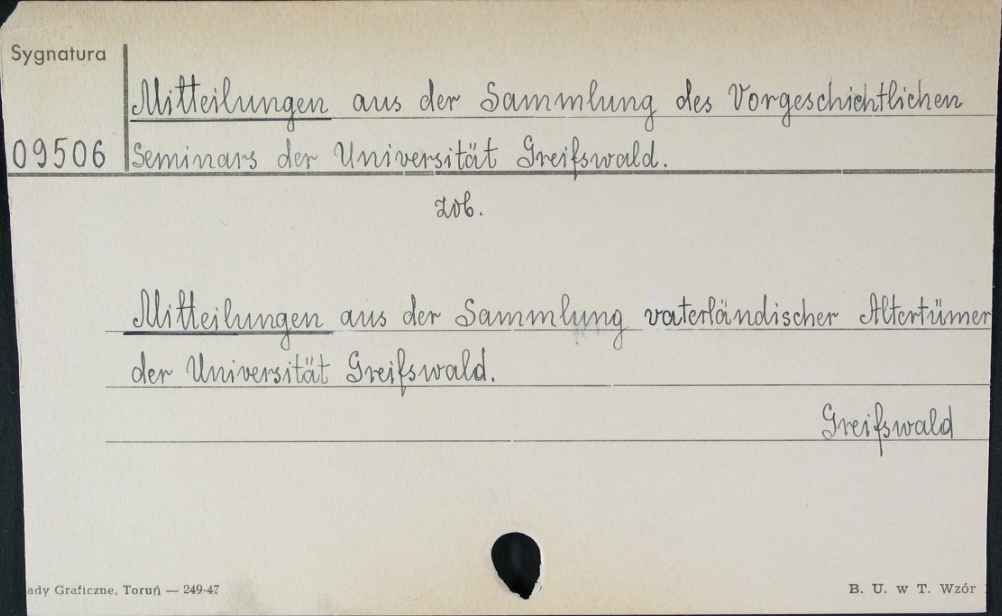 Sygnatura
Mitteilungen aus der Sammlung des Vorgeschichtlichen
09506 Seminars der Universität Greifswald.
zob.
Mitteilungen aus der Sammlung vaterländischer Altertümer
der Universität Greifswald.
Greifswald
ady Graficzne, Toruń — 249-47
B. U. w T. Wzór